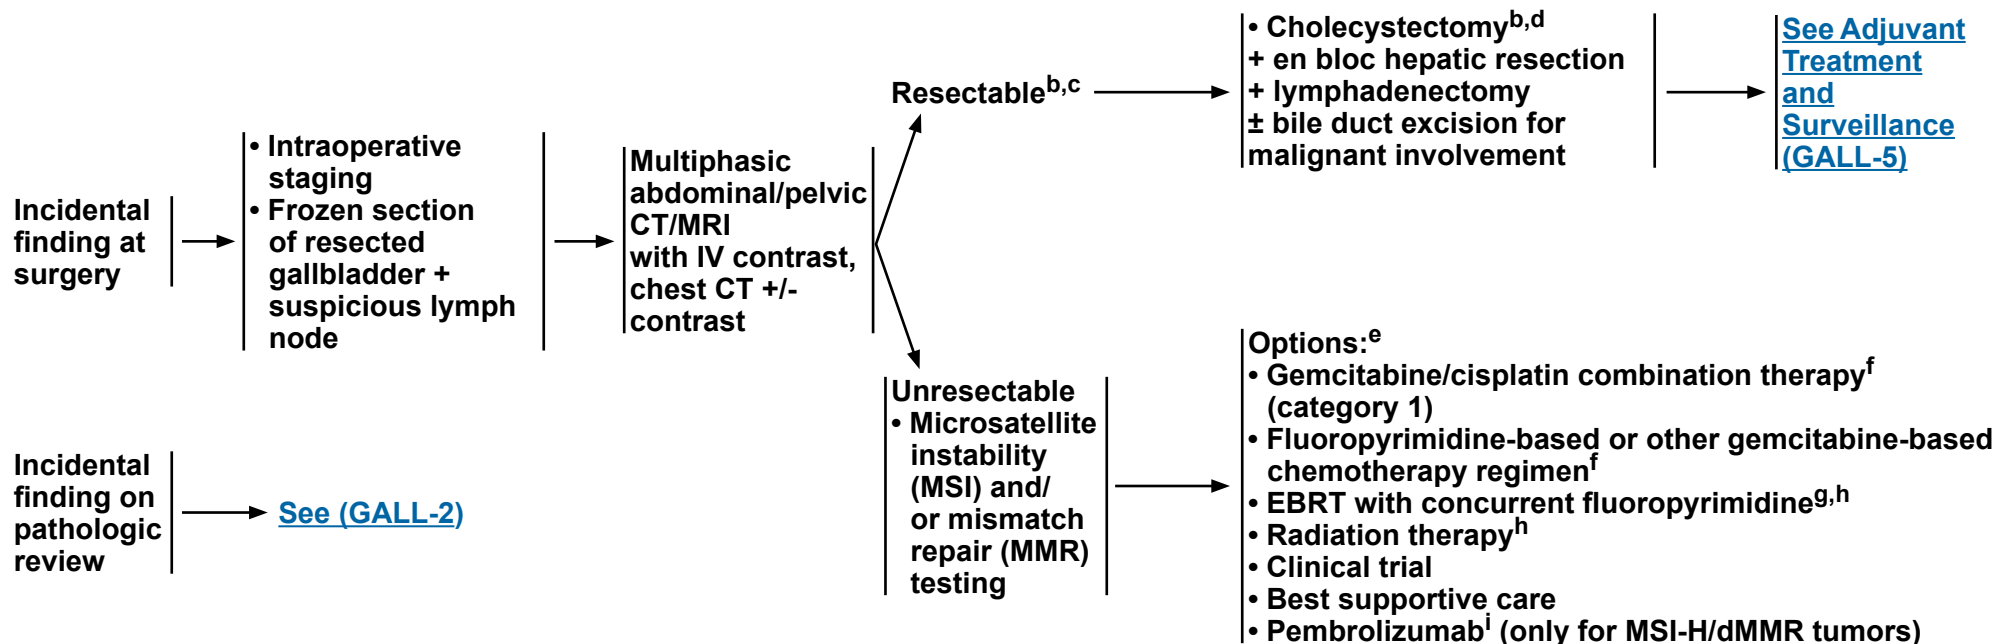 Incidental
finding at
surgery
• Intraoperative
staging
• Frozen section
of resected
gallbladder +
suspicious lymph
node
Multiphasic
abdominal/pelvic
CT/MRI
with IV contrast,
chest CT +/-
contrast
Resectable^b,c
• Cholecystectomy^b,d
+ en bloc hepatic resection
+ lymphadenectomy
± bile duct excision for
malignant involvement
See Adjuvant
Treatment
and
Surveillance
(GALL-5)
Unresectable
• Microsatellite
instability
(MSI) and/
or mismatch
repair (MMR)
testing
Options:^e
• Gemcitabine/cisplatin combination therapy^f
(category 1)
• Fluoropyrimidine-based or other gemcitabine-based
chemotherapy regimen^f
• EBRT with concurrent fluoropyrimidine^g,h
• Radiation therapy^h
• Clinical trial
• Best supportive care
• Pembrolizumab^i (only for MSI-H/dMMR tumors)
Incidental
finding on
pathologic
review
See (GALL-2)